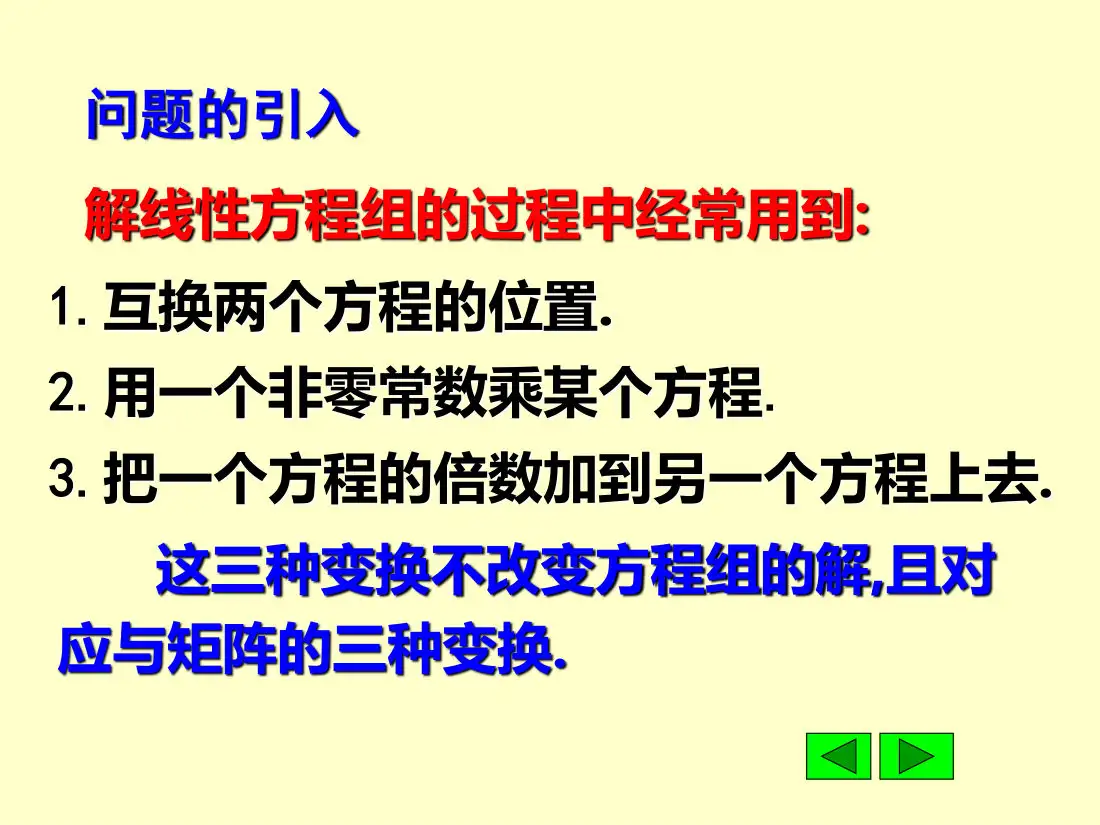 问题的引入
解线性方程组的过程中经常用到:
1.互换两个方程的位置.
2.用一个非零常数乘某个方程.
3.把一个方程的倍数加到另一个方程上去.
这三种变换不改变方程组的解,且对
应与矩阵的三种变换.